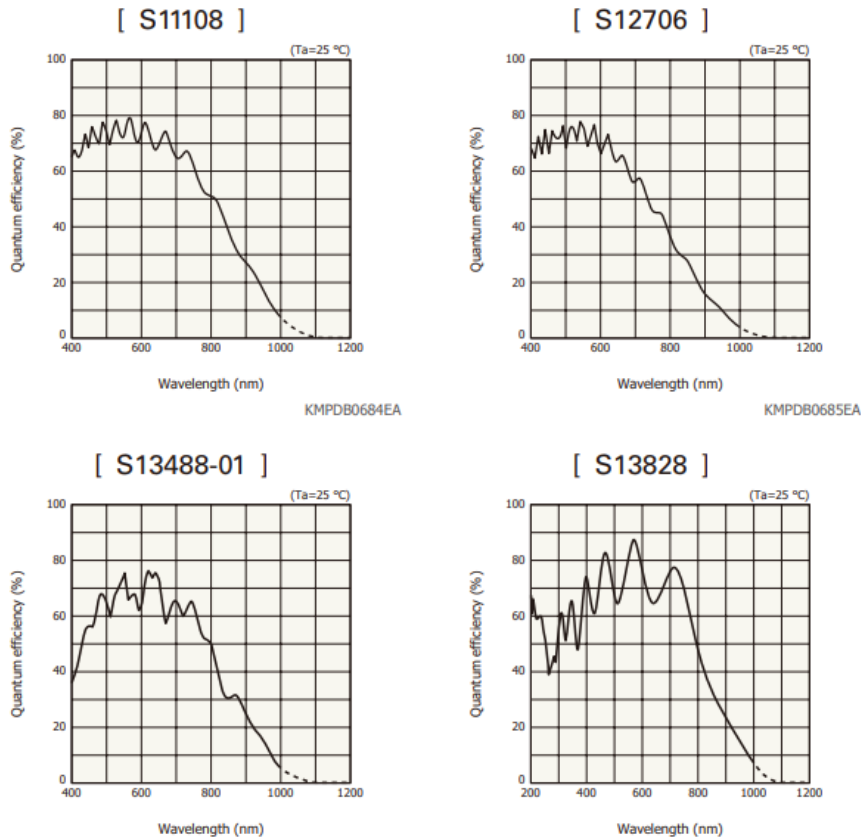 [ S11108 ]
(Ta=25 °C)
100
80
60
40
20
0
400 600 800 1000 1200
Quantum efficiency (%)
Wavelength (nm)
KMPDB0684EA
[ S12706 ]
(Ta=25 °C)
100
80
60
40
20
0
400 500 600 700 800 900 1000 1200
Quantum efficiency (%)
Wavelength (nm)
KMPDB0685EA
[ S13488-01 ]
(Ta=25 °C)
100
80
60
40
20
0
400 600 800 1000 1200
Quantum efficiency (%)
Wavelength (nm)
[ S13828 ]
(Ta=25 °C)
100
80
60
40
20
0
200 400 600 800 1000 1200
Quantum efficiency (%)
Wavelength (nm)